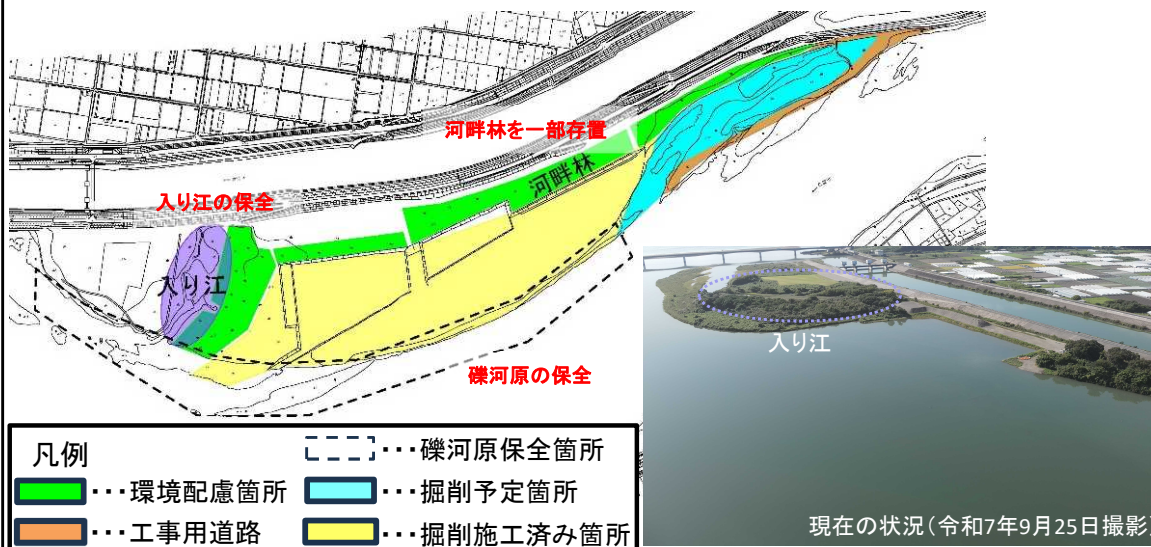 河畔林を一部存置
河畔林
入り江の保全
入り江
礫河原の保全
入り江
凡例
・・・礫河原保全箇所
・・・環境配慮箇所
・・・掘削予定箇所
・・・工事用道路
・・・掘削施工済み箇所
現在の状況(令和7年9月25日撮影)